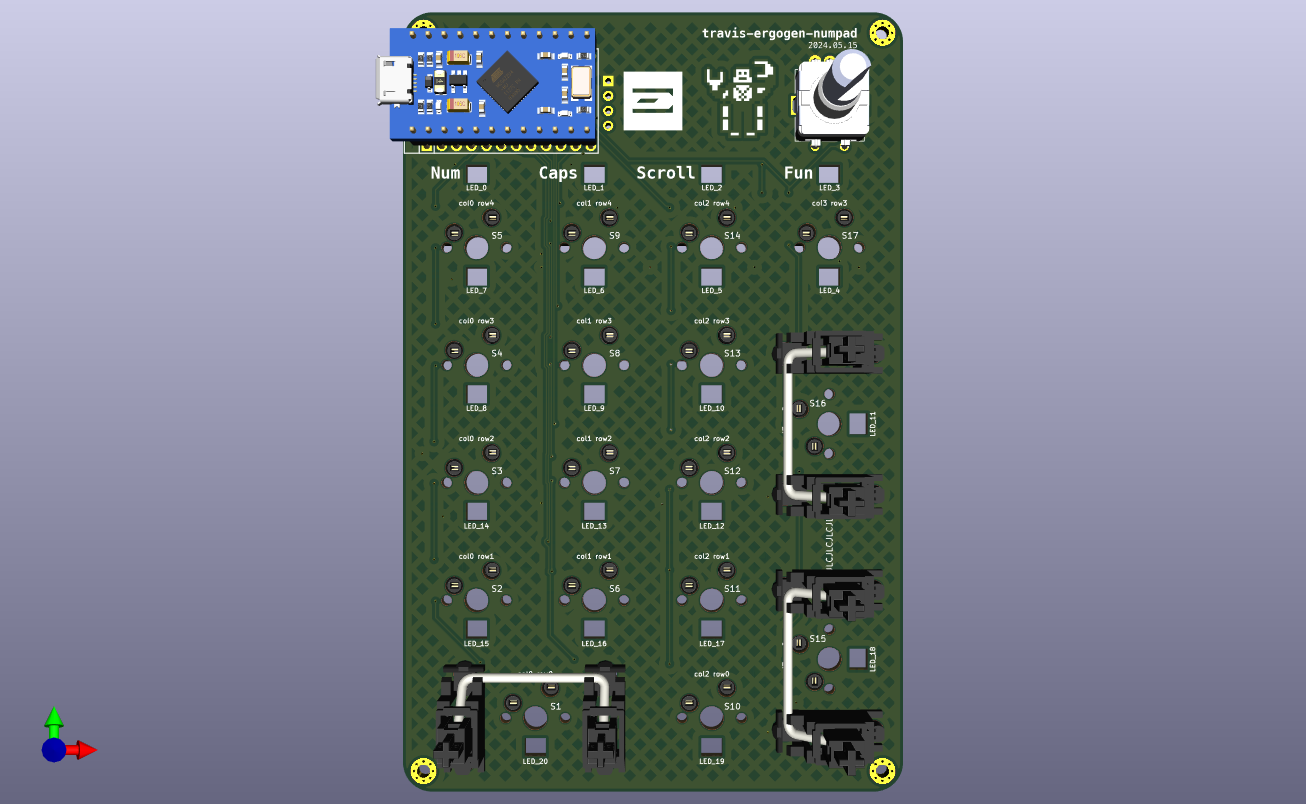 travis-ergogen-numpad
2024.05.15
Num Caps Scroll Fun
LED_0 LED_1 LED_2 LED_3
col0 row4 col1 row4 col2 row4 col3 row3
S5 S9 S14 S17
LED_7 LED_6 LED_5 LED_4
col0 row3 col1 row3 col2 row3
S4 S8 S13
LED_8 LED_9 LED_10
S16
LED_11
col0 row2 col1 row2 col2 row2
S3 S7 S12
LED_14 LED_13 LED_12
JLCJLCJLCJL
col0 row1 col1 row1 col2 row1
S2 S6 S11
LED_15 LED_16 LED_17
S15
LED_18
col2 row0
S1 S10
LED_20 LED_19